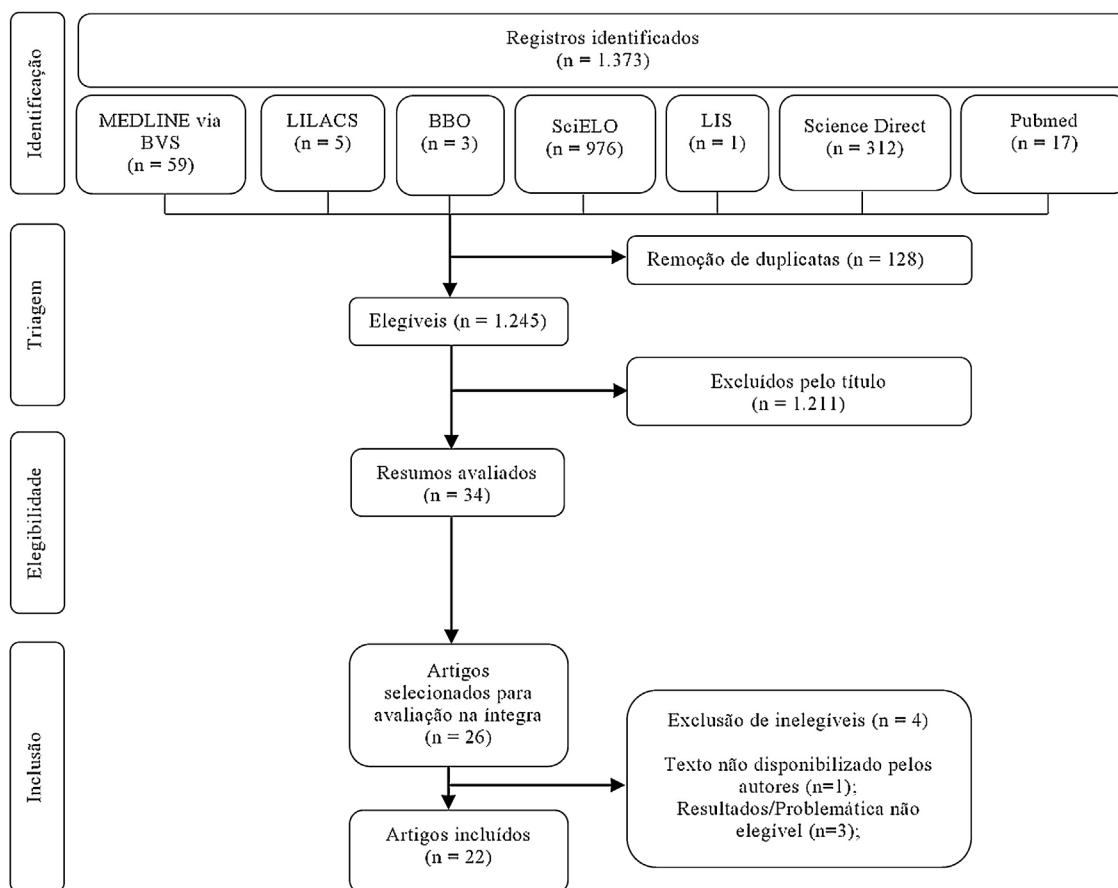 Identificação
Registros identificados
(n = 1.373)
MEDLINE via
BVS
(n = 59)
LILACS
(n = 5)
BBO
(n = 3)
SciELO
(n = 976)
LIS
(n = 1)
Science Direct
(n = 312)
Pubmed
(n = 17)
Triagem
Remoção de duplicatas (n = 128)
Elegíveis (n = 1.245)
Excluídos pelo título
(n = 1.211)
Elegibilidade
Resumos avaliados
(n = 34)
Inclusão
Artigos
selecionados para
avaliação na íntegra
(n = 26)
Exclusão de inelegíveis (n = 4)
Texto não disponibilizado pelos
autores (n=1);
Resultados/Problemática não
elegível (n=3);
Artigos incluídos
(n = 22)